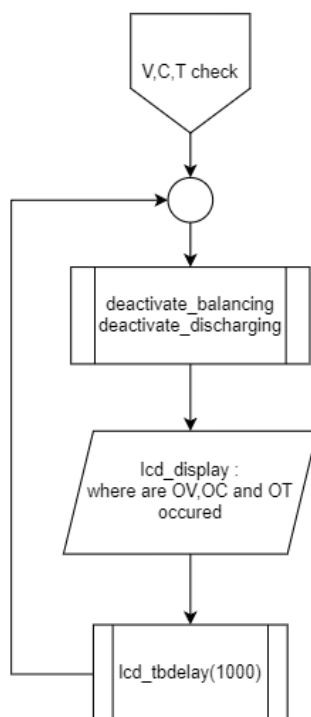 V,C,T check
deactivate_balancing
deactivate_discharging
lcd_display :
where are OV,OC and OT
occured
lcd_tbdelay(1000)